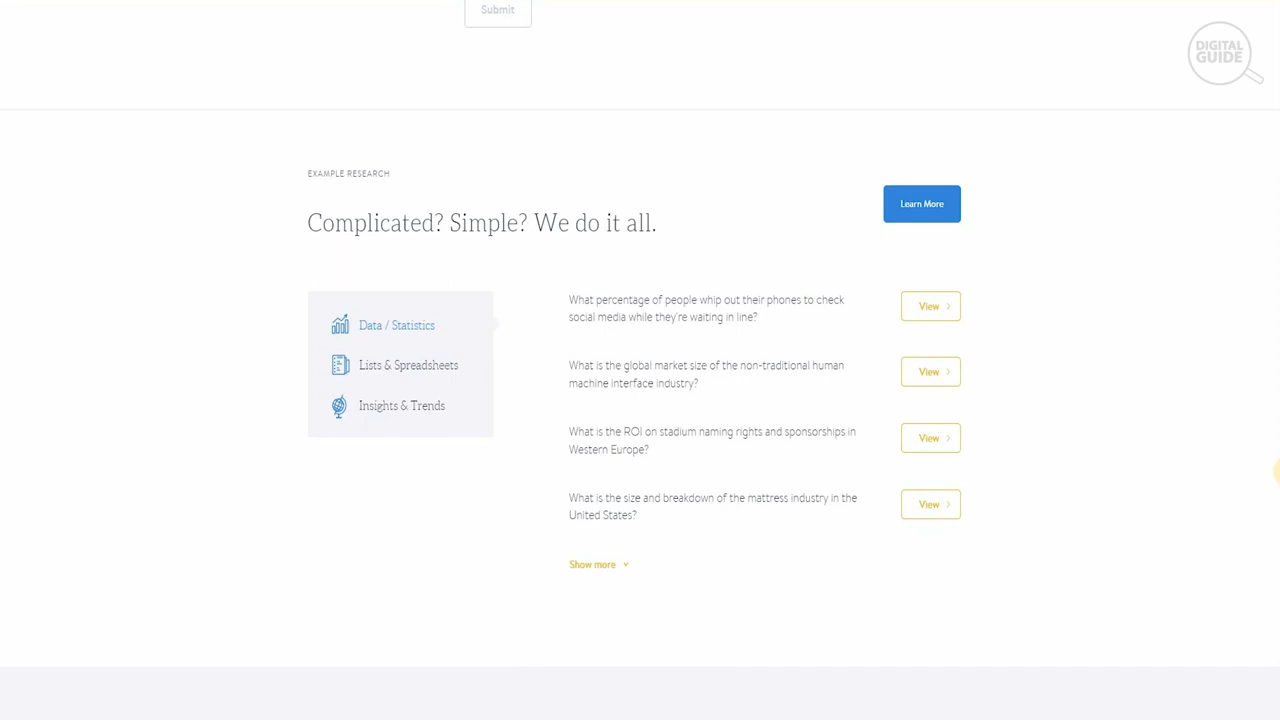 Submit
DIGITAL
GUIDE
EXAMPLE RESEARCH
Complicated? Simple? We do it all.
Learn More
Data / Statistics
Lists & Spreadsheets
Insights & Trends
What percentage of people whip out their phones to check
social media while they're waiting in line?
View
What is the global market size of the non-traditional human
machine interface industry?
View
What is the ROI on stadium naming rights and sponsorships in
Western Europe?
View
What is the size and breakdown of the mattress industry in the
United States?
View
Show more